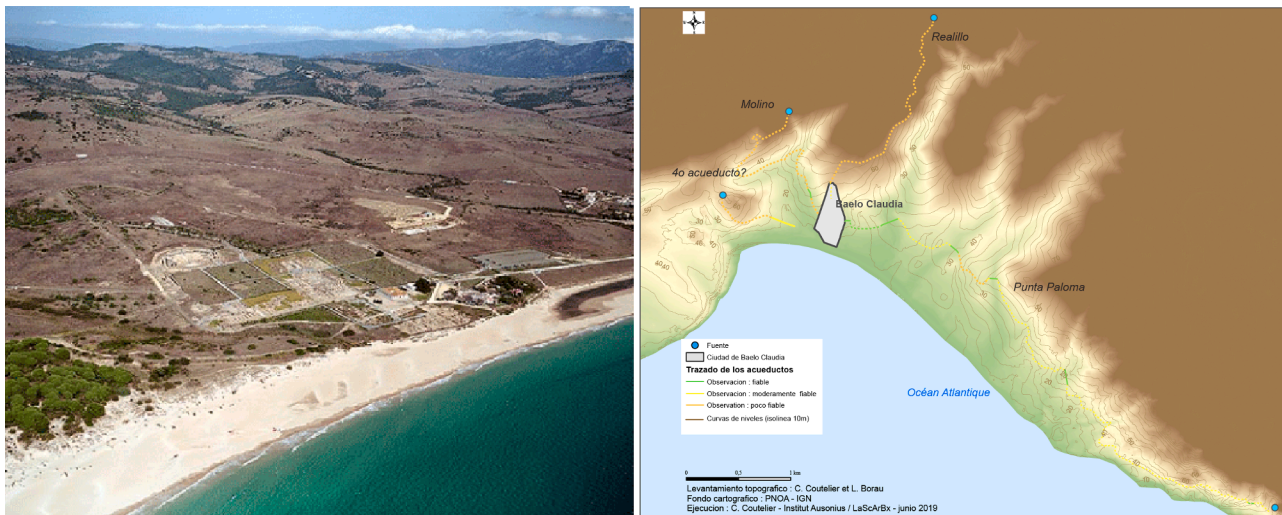 Realillo
Molino
4o acueducto?
Baelo Claudia
Punta Paloma
Océan Atlantique
Fuente
Ciudad de Baelo Claudia
Trazado de los acueductos
Observacion : fiable
Observacion : moderamente fiable
Observation : poco fiable
Curvas de niveles (isolinea 10m)
0 0,5 1 km
Levantamiento topografico : C. Coutelier et L. Borau
Fondo cartografico : PNOA - IGN
Ejecucion : C. Coutelier - Institut Ausonius / LaScArBx - junio 2019